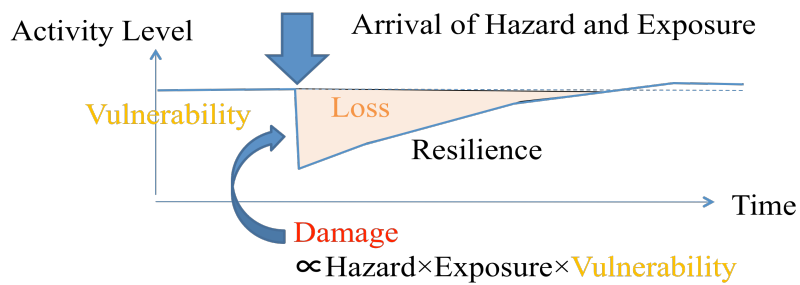 Activity Level
Arrival of Hazard and Exposure
Vulnerability
Loss
Resilience
Time
Damage
∝Hazard×Exposure×Vulnerability